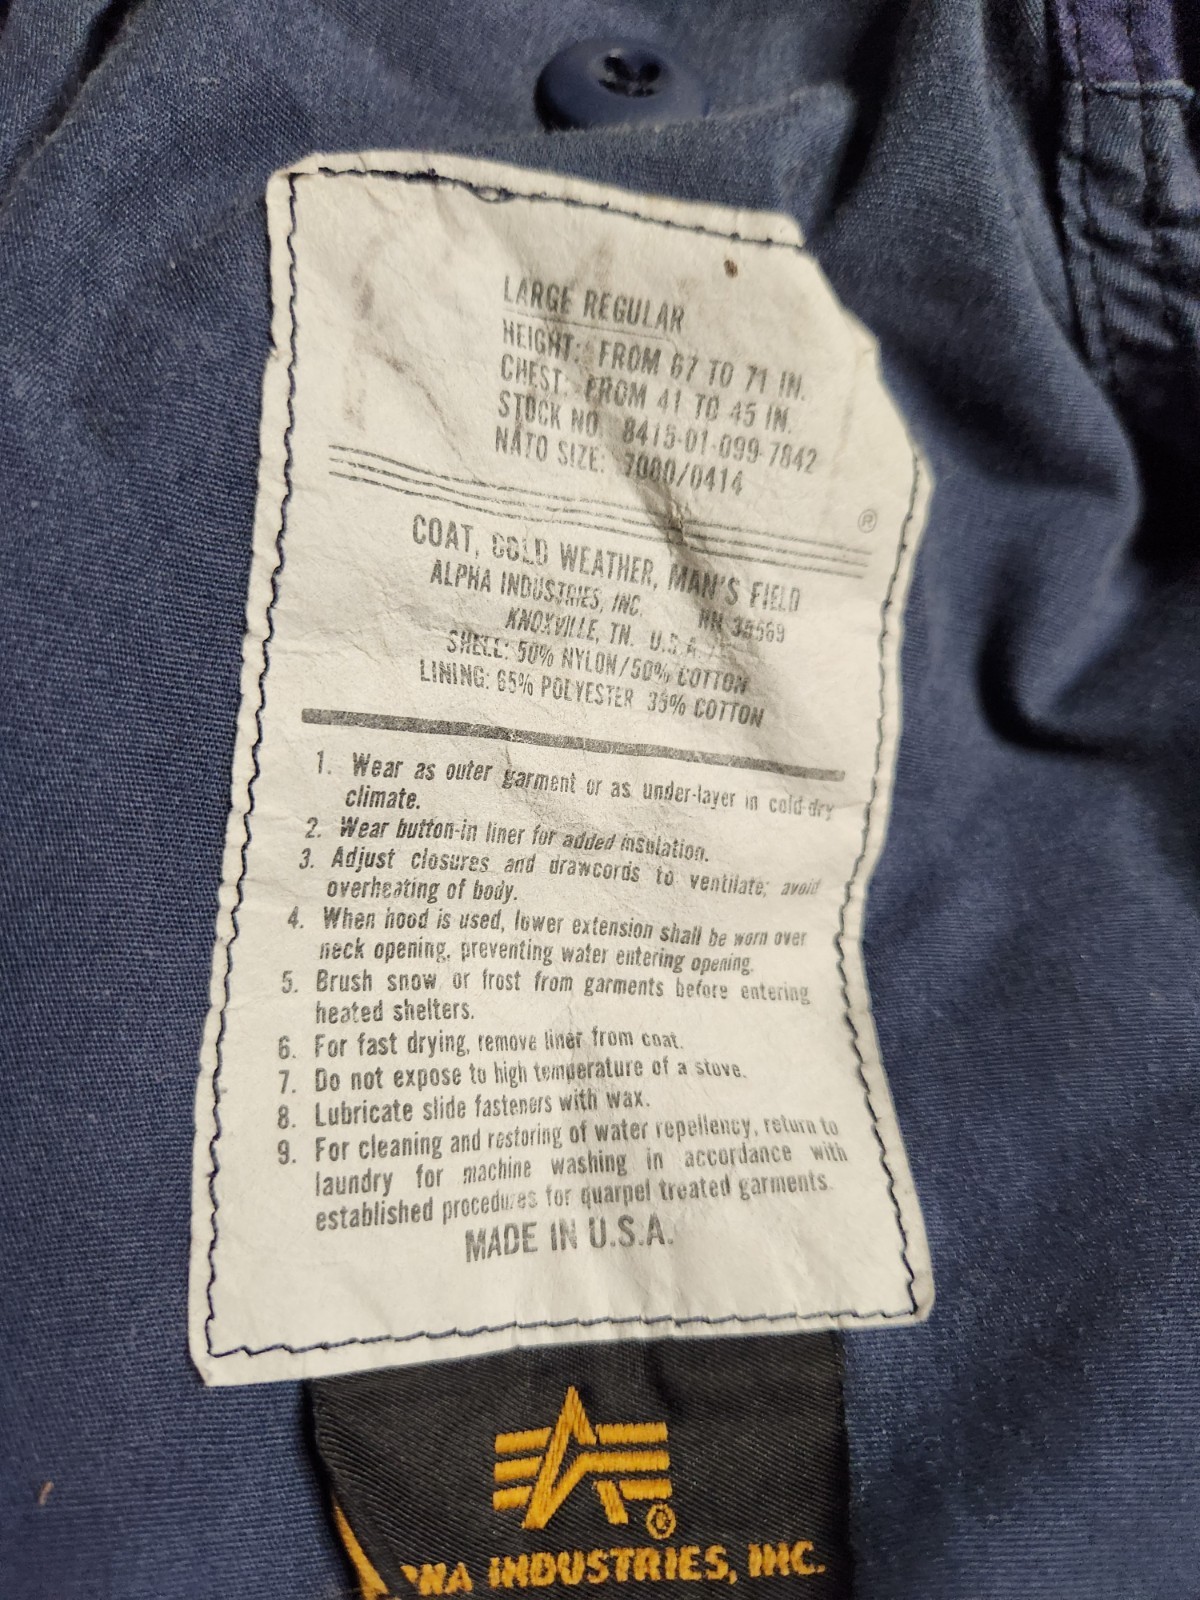 LARGE REGULAR
HEIGHT: FROM 67 TO 71 IN.
CHEST: FROM 41 TO 45 IN.
STOCK NO. 8415-01-099-7842
NATO SIZE: 7080/0414
®
COAT, COLD WEATHER, MAN'S FIELD
ALPHA INDUSTRIES, INC. RN 35569
KNOXVILLE, TN. U.S.A.
SHELL: 50% NYLON/50% COTTON
LINING: 65% POLYESTER 35% COTTON
1. Wear as outer garment or as under-layer in cold-dry
climate.
2. Wear button-in liner for added insulation.
3. Adjust closures and drawcords to ventilate; avoid
overheating of body.
4. When hood is used, lower extension shall be worn over
neck opening, preventing water entering opening.
5. Brush snow or frost from garments before entering
heated shelters.
6. For fast drying, remove liner from coat.
7. Do not expose to high temperature of a stove.
8. Lubricate slide fasteners with wax.
9. For cleaning and restoring of water repellency, return to
laundry for machine washing in accordance with
established procedures for quarpel treated garments.
MADE IN U.S.A.
®
INDUSTRIES, INC.